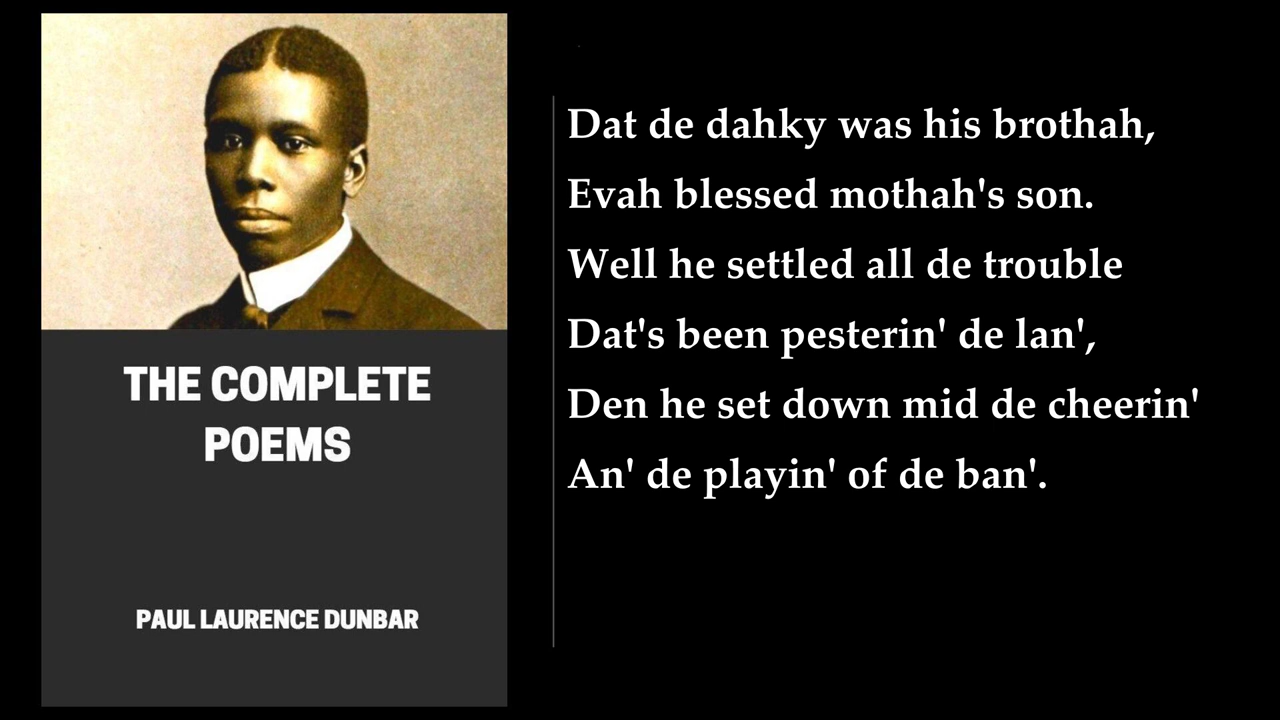 THE COMPLETE
POEMS
PAUL LAURENCE DUNBAR
Dat de dahky was his brothah,
Evah blessed mothah's son.
Well he settled all de trouble
Dat's been pesterin' de lan',
Den he set down mid de cheerin'
An' de playin' of de ban'.